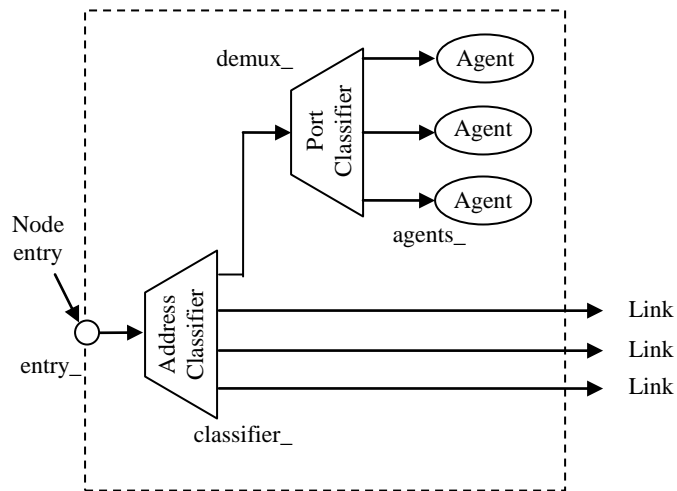 demux_
Port
Classifier
Agent
Agent
Agent
agents_
Node
entry
entry_
Address
Classifier
classifier_
Link
Link
Link